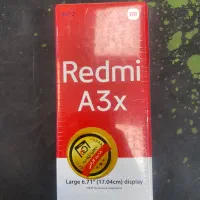 Redmi
A3x
Large 6.71" (17.04cm) display